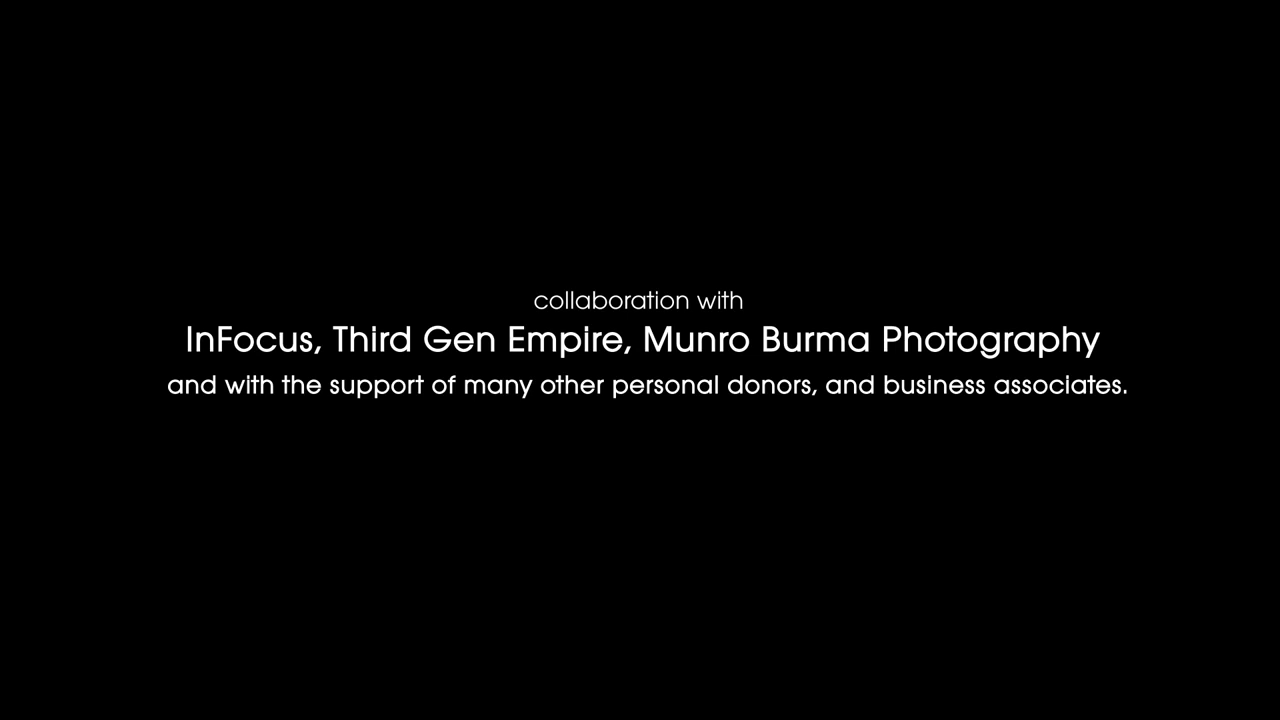 collaboration with
InFocus, Third Gen Empire, Munro Burma Photography
and with the support of many other personal donors, and business associates.